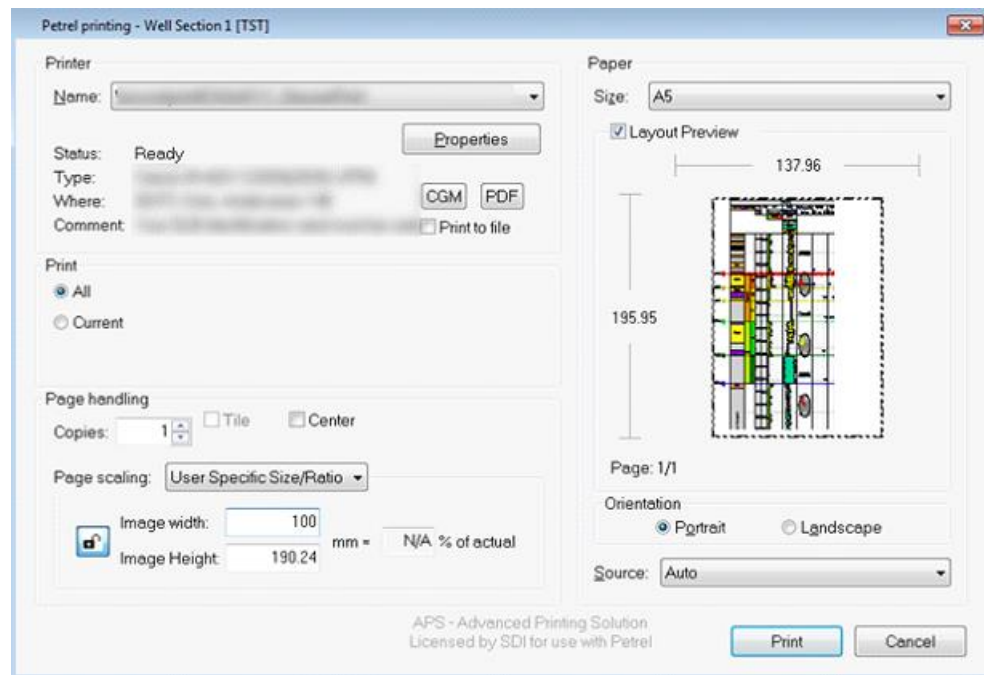 Petrel printing - Well Section 1 [TST]
Printer
Name:
Properties
Status: Ready
Type:
Where:
CGM PDF
Comment:
Print to file
Print
All
Current
Page handling
Copies: 1 Tile Center
Page scaling: User Specific Size/Ratio
Image width: 100
mm = N/A % of actual
Image Height: 190.24
Paper
Size: A5
Layout Preview
137.96
195.95
Page: 1/1
Orientation
Portrait Landscape
Source: Auto
APS - Advanced Printing Solution
Licensed by SDI for use with Petrel
Print Cancel